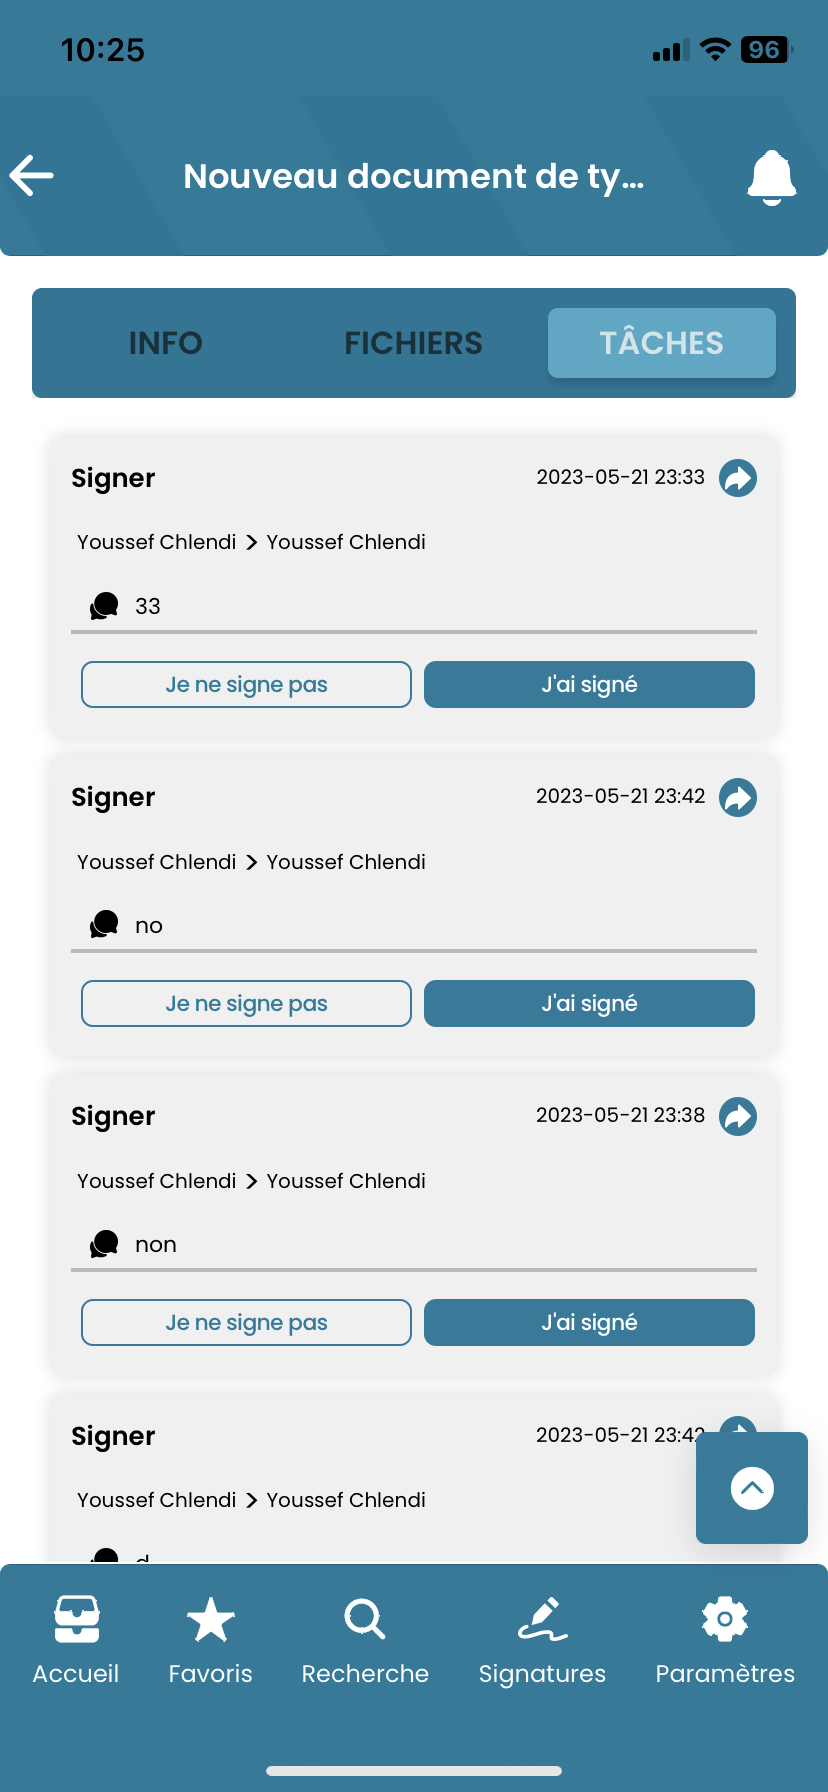 10:25
96
Nouveau document de ty...
INFO
FICHIERS
TÂCHES
Signer
2023-05-21 23:33
Youssef Chlendi > Youssef Chlendi
33
Je ne signe pas
J'ai signé
Signer
2023-05-21 23:42
Youssef Chlendi > Youssef Chlendi
no
Je ne signe pas
J'ai signé
Signer
2023-05-21 23:38
Youssef Chlendi > Youssef Chlendi
non
Je ne signe pas
J'ai signé
Signer
2023-05-21 23:42
Youssef Chlendi > Youssef Chlendi
Accueil
Favoris
Recherche
Signatures
Paramètres